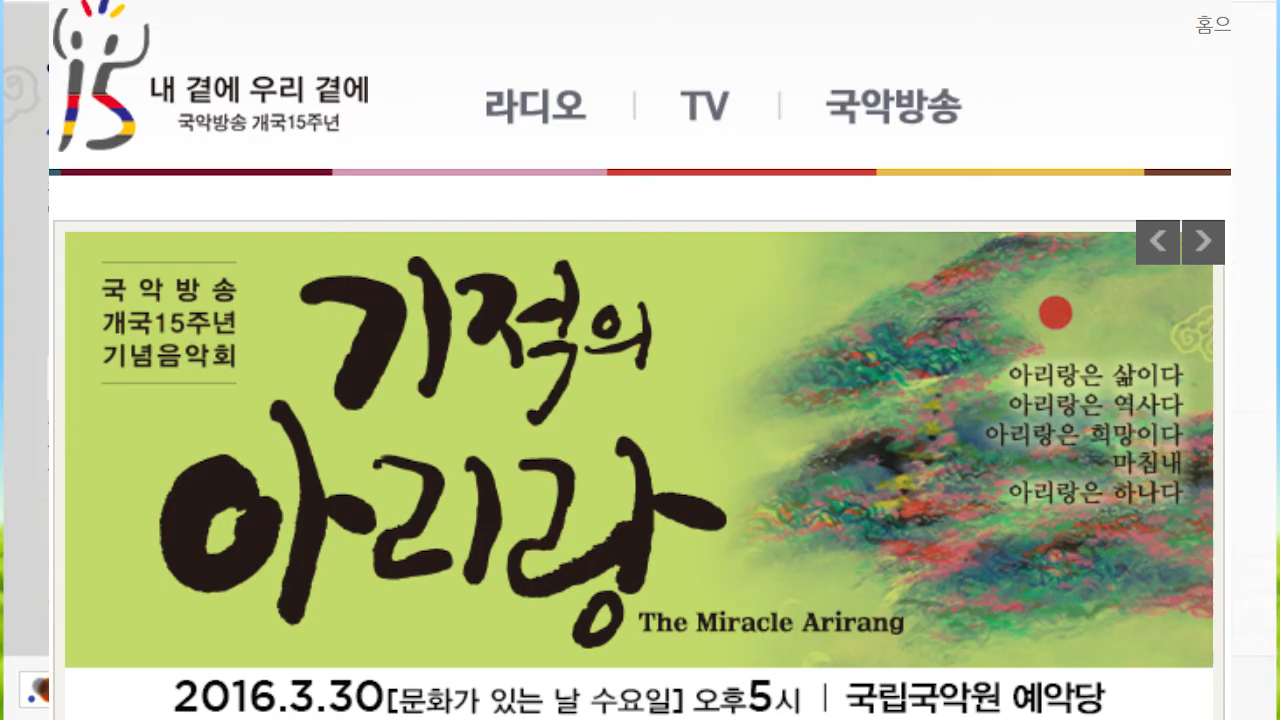 홈으
내 곁에 우리 곁에
국악방송 개국15주년
라디오 | TV | 국악방송
국악방송
개국15주년
기념음악회
기적의
아리랑
The Miracle Arirang
아리랑은 삶이다
아리랑은 역사다
아리랑은 희망이다
마침내
아리랑은 하나다
2016.3.30[문화가 있는 날 수요일] 오후5시 | 국립국악원 예악당